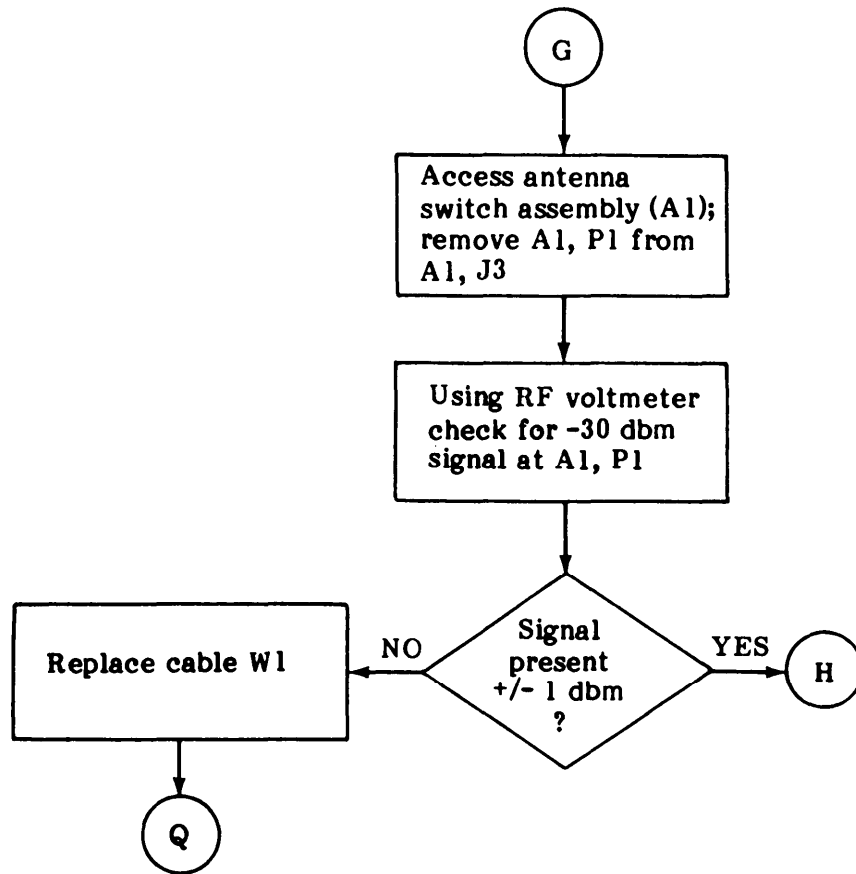 G
Access antenna
switch assembly (A1);
remove A1, P1 from
A1, J3
Using RF voltmeter
check for -30 dbm
signal at A1, P1
Signal
present
+/- 1 dbm
?
NO
YES
Replace cable W1
H
Q